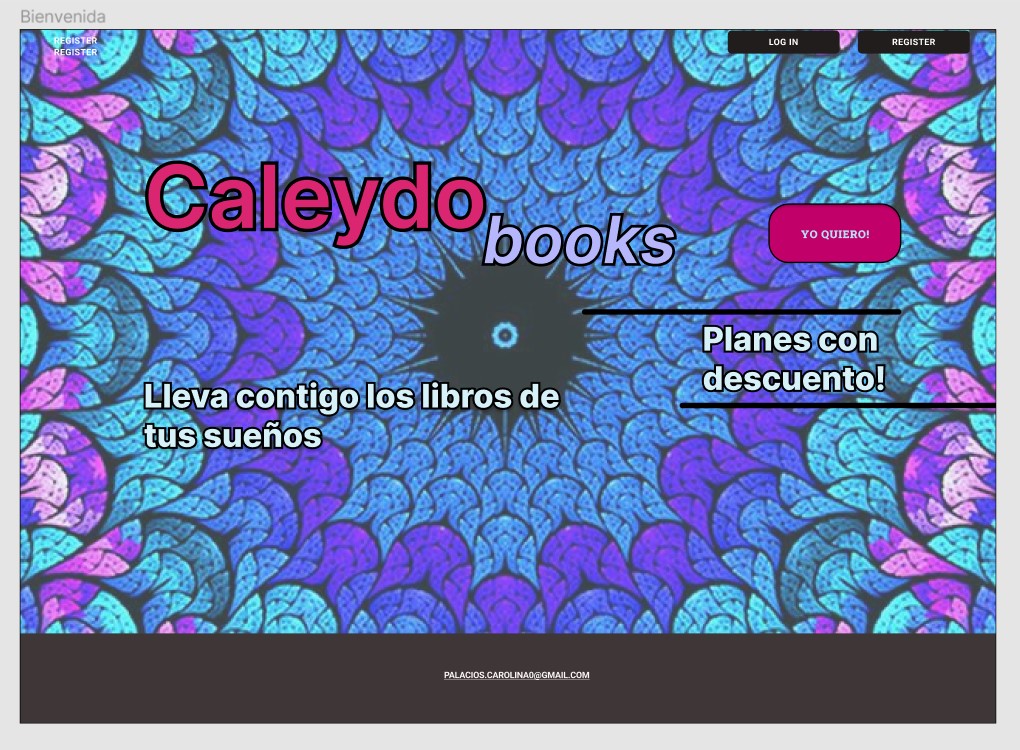 Bienvenida
REGISTER
REGISTER
LOG IN
REGISTER
Caleydo
books
YO QUIERO!
Planes con
descuento!
Lleva contigo los libros de
tus sueños
PALACIOS.CAROLINA0@GMAIL.COM